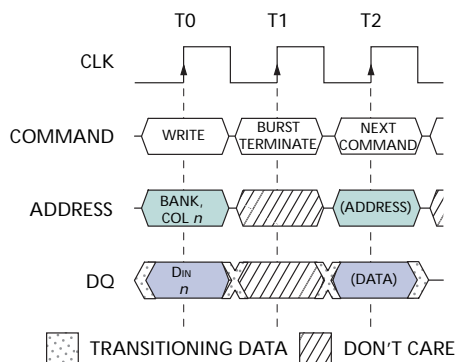 T0 T1 T2
CLK
COMMAND WRITE BURST TERMINATE NEXT COMMAND
ADDRESS BANK, COL n (ADDRESS)
DQ DIN n (DATA)
TRANSITIONING DATA DON'T CARE